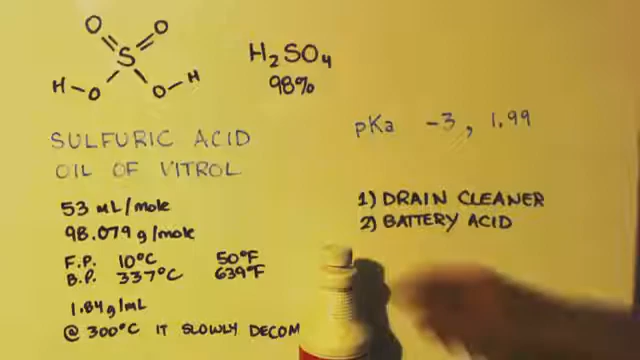 O O
S
H-O O-H
H₂SO₄
98%
pKa -3, 1.99
SULFURIC ACID
OIL OF VITROL
53 mL/mole
98.079 g/mole
F.P. 10°C 50°F
B.P. 337°C 639°F
1.84g/mL
@ 300°C IT SLOWLY DECOM
1) DRAIN CLEANER
2) BATTERY ACID